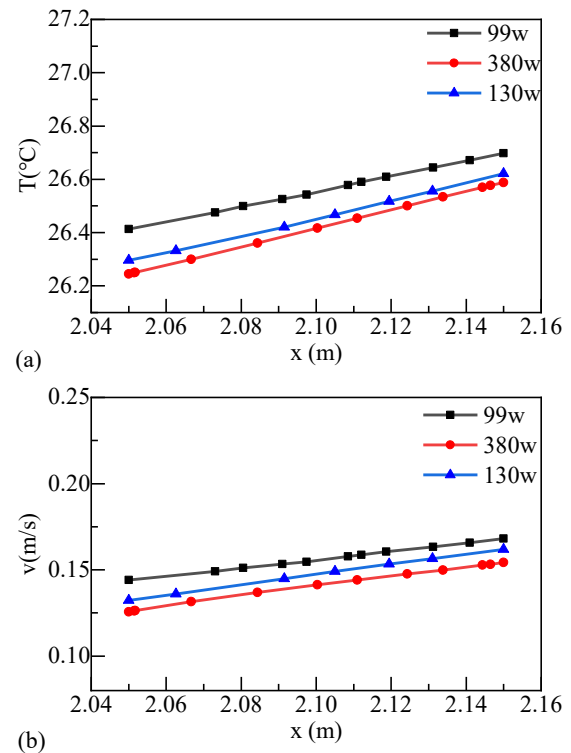 27.2
27.0
26.8
26.6
26.4
26.2
T(°C)
99w
380w
130w
2.04 2.06 2.08 2.10 2.12 2.14 2.16
x (m)
(a)
0.25
0.20
0.15
0.10
v(m/s)
99w
380w
130w
2.04 2.06 2.08 2.10 2.12 2.14 2.16
x (m)
(b)